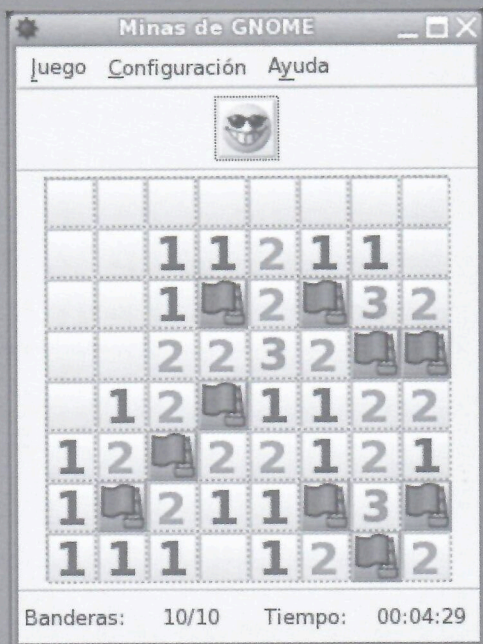 Minas de GNOME
Juego Configuración Ayuda
1 1 2 1 1
1 2 3 2
2 2 3 2
1 2 1 1 2 2
1 2 2 2 1 2 1
1 2 1 1 3
1 1 1 1 2 2
Banderas: 10/10 Tiempo: 00:04:29